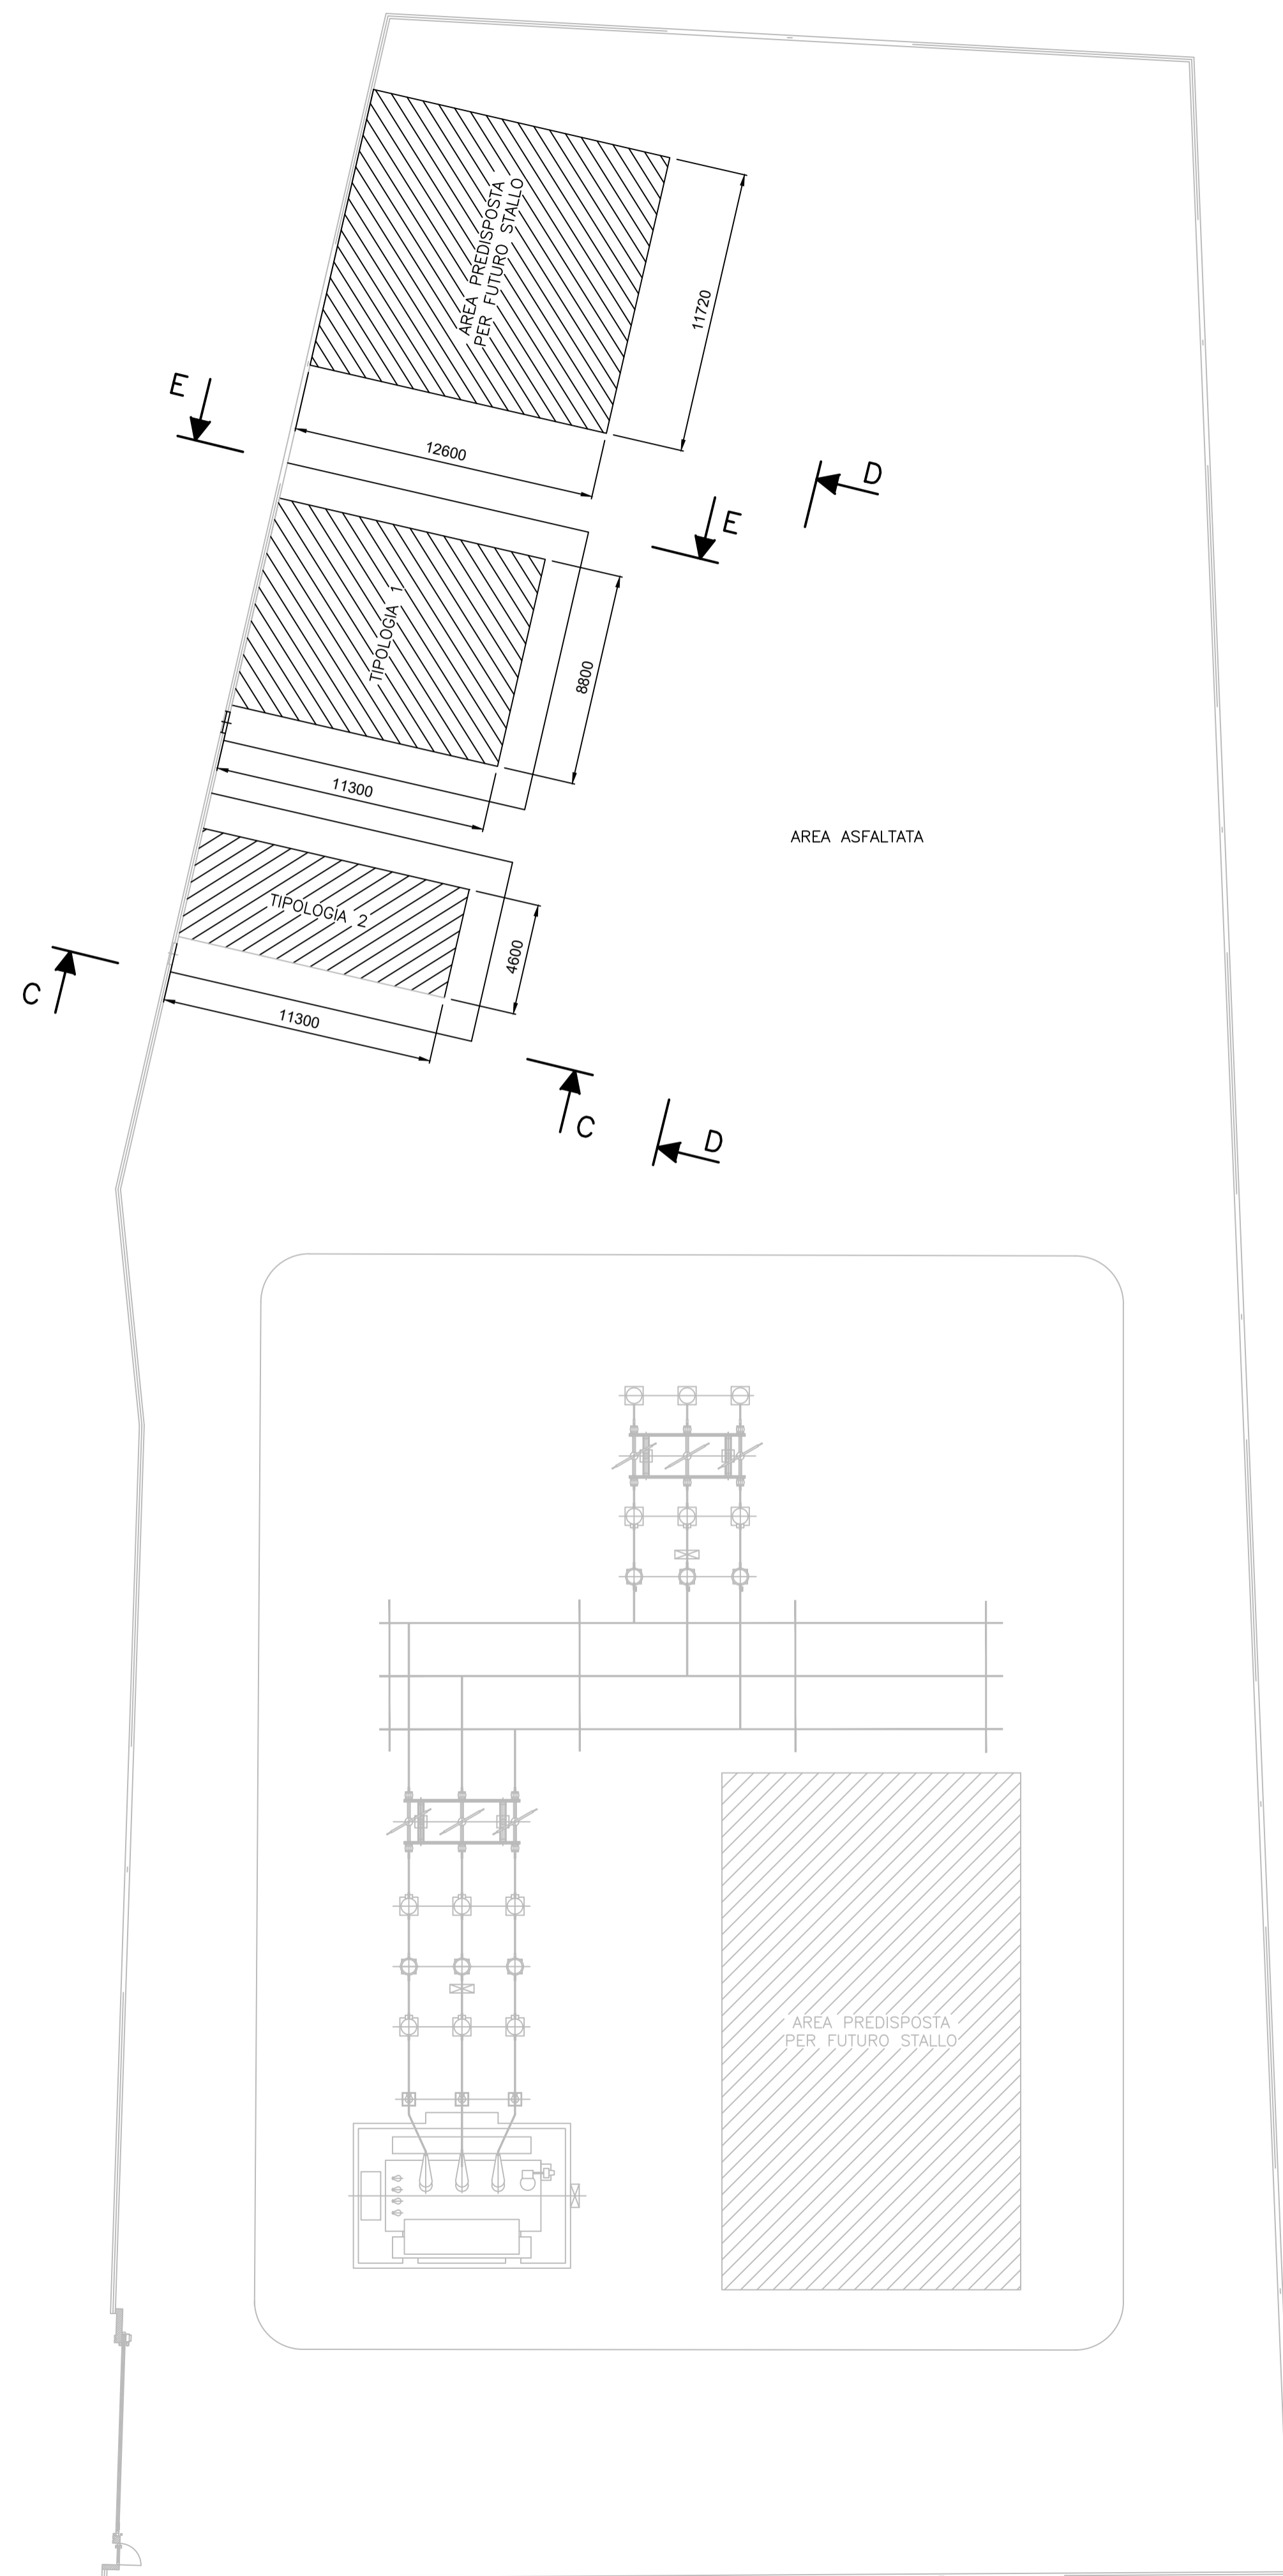 AREA PREDISPOSTA
PER FUTURO STALLO
11720
E
12600
D
E
TIPOLOGIA 1
8800
11300
AREA ASFALTATA
TIPOLOGIA 2
4600
C
11300
C
D
AREA PREDISPOSTA
PER FUTURO STALLO